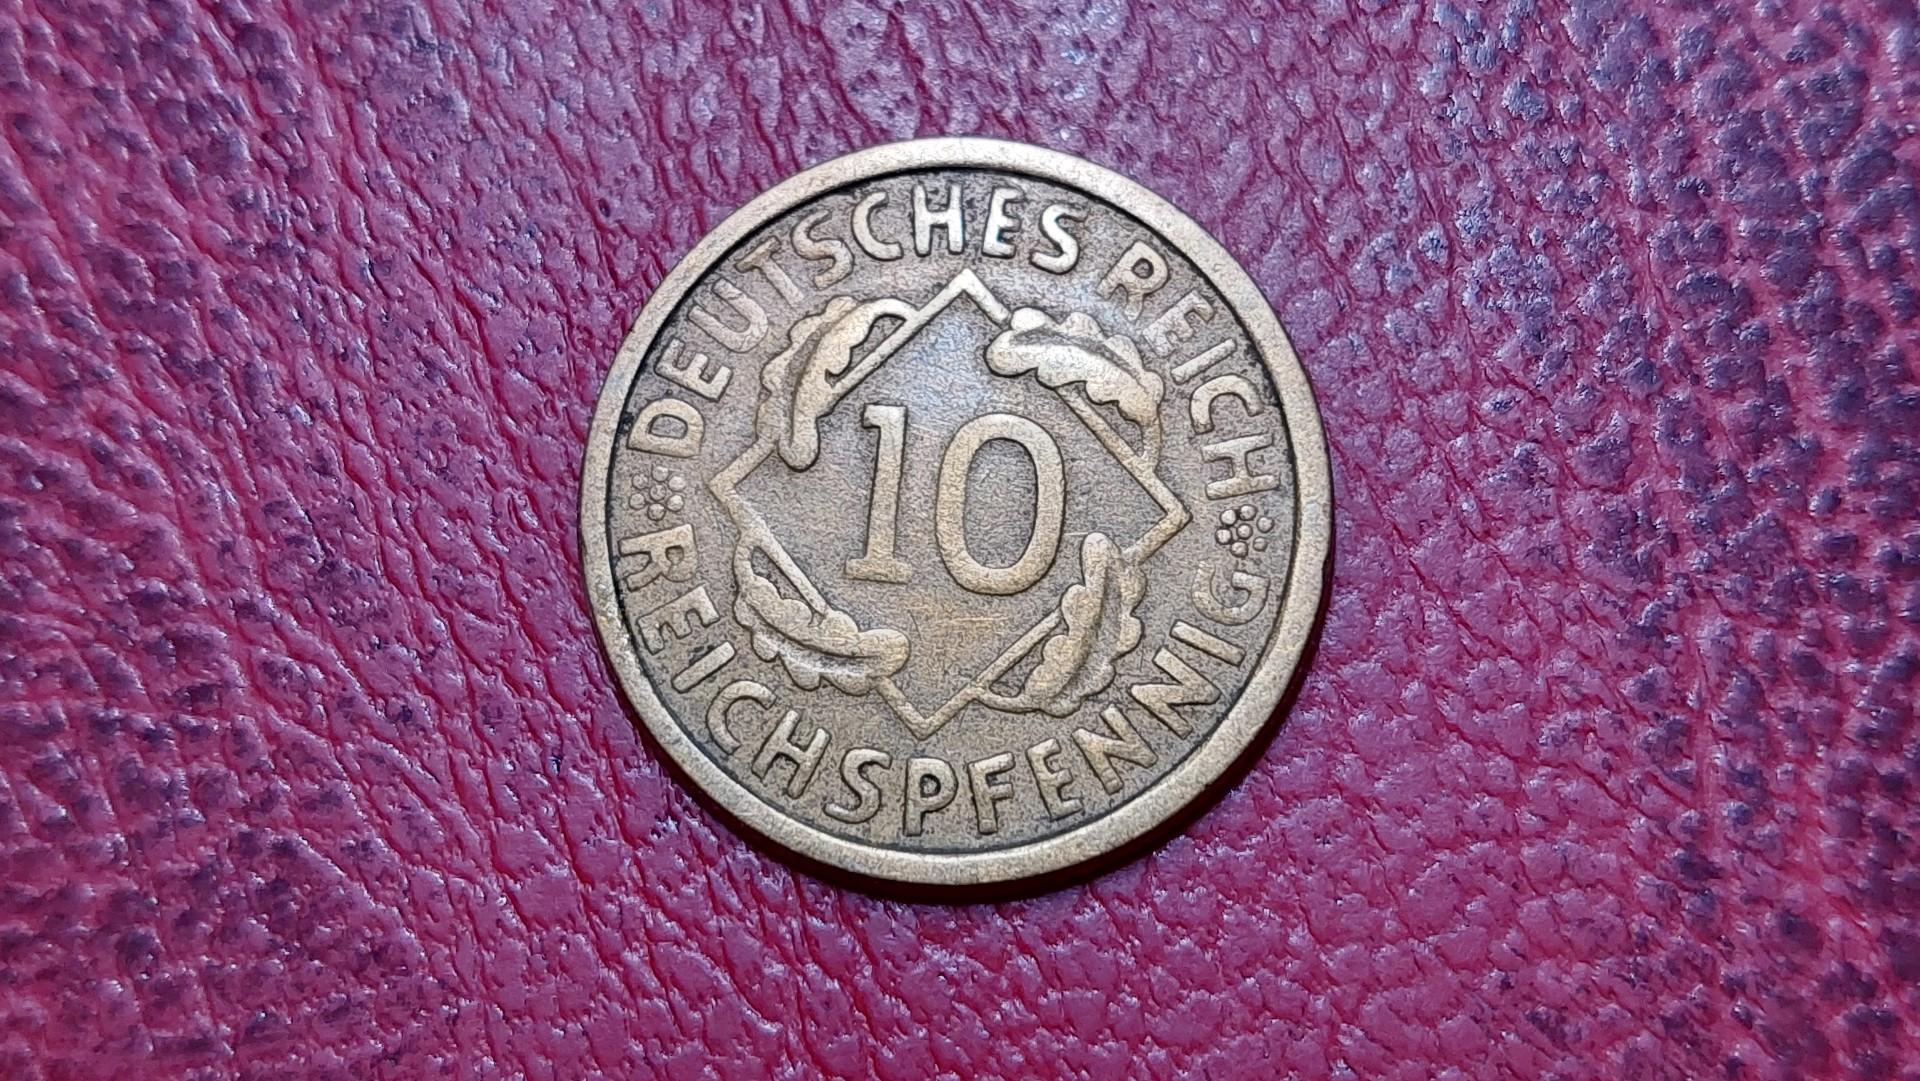 DEUTSCHES REICH
10
REICHSPFENNIG